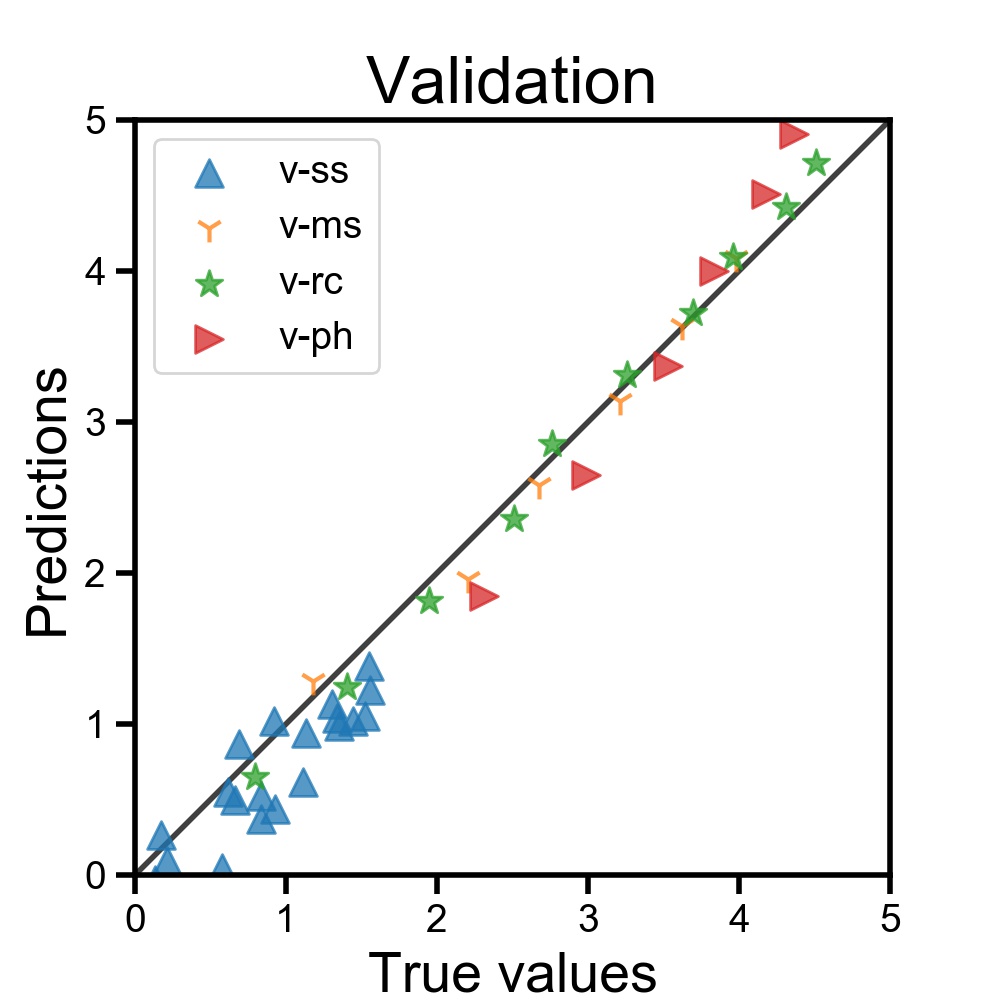 Validation
5
4
3
2
1
0
Predictions
v-ss
v-ms
v-rc
v-ph
0 1 2 3 4 5
True values